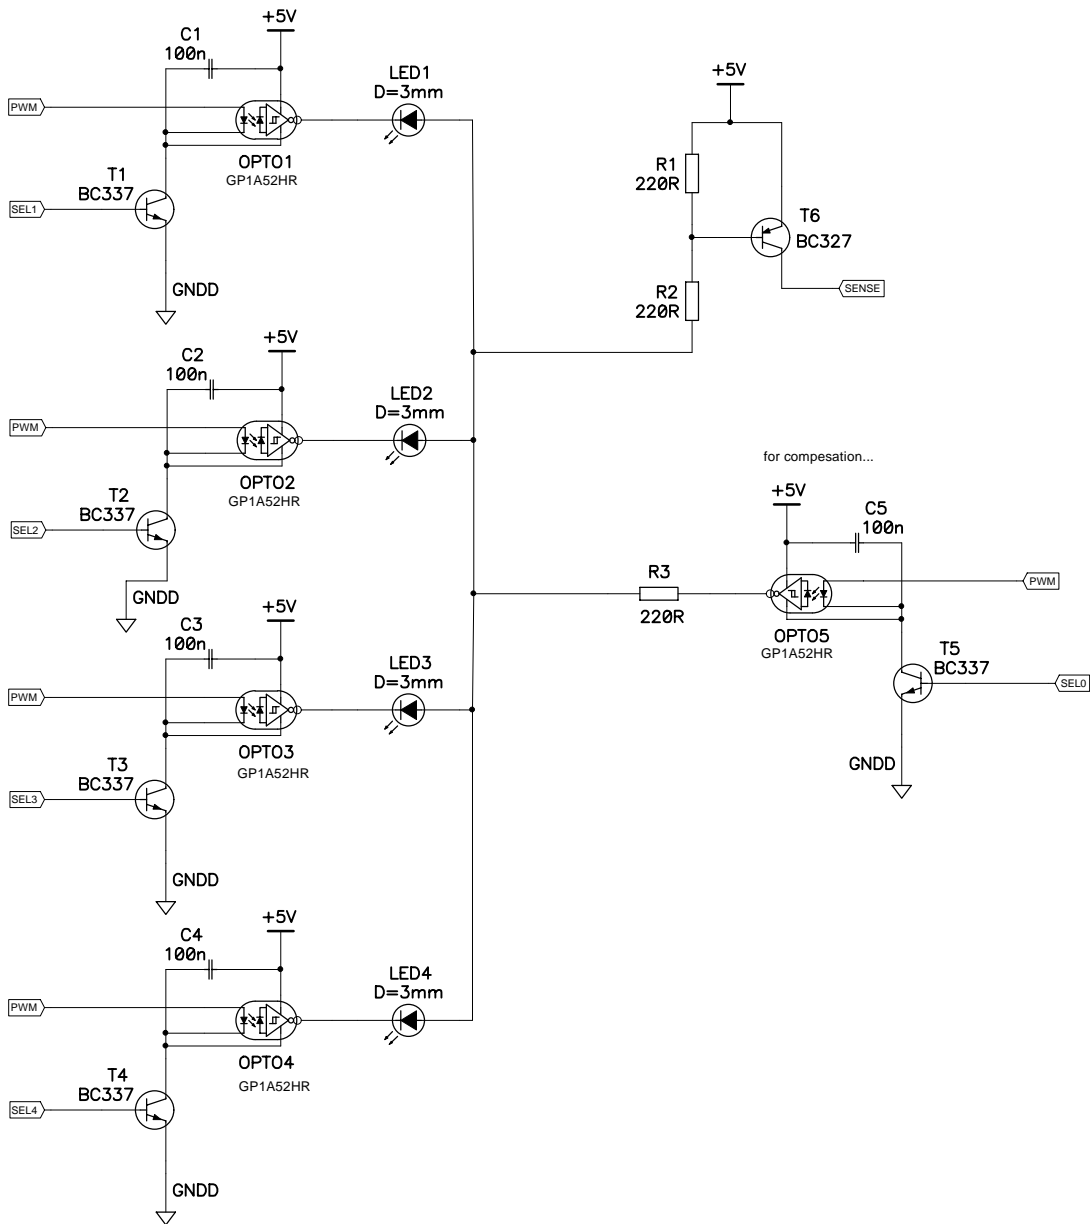 +5V
C1
100n
LED1
D=3mm
PWM
OPTO1
GP1A52HR
T1
BC337
SEL1
GNDD
+5V
R1
220R
T6
BC327
R2
220R
SENSE
+5V
C2
100n
LED2
D=3mm
PWM
OPTO2
GP1A52HR
T2
BC337
SEL2
GNDD
for compesation...
+5V
C5
100n
R3
220R
PWM
OPTO5
GP1A52HR
T5
BC337
SEL0
GNDD
+5V
C3
100n
LED3
D=3mm
PWM
OPTO3
GP1A52HR
T3
BC337
SEL3
GNDD
+5V
C4
100n
LED4
D=3mm
PWM
OPTO4
GP1A52HR
T4
BC337
SEL4
GNDD